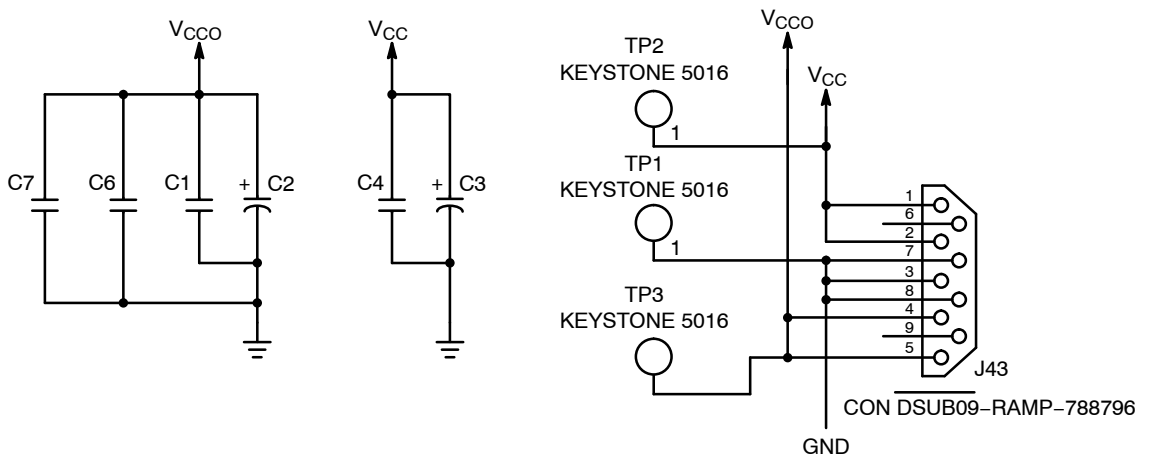 VCCO
C7
C6
C1
+
C2
VCC
C4
+
C3
TP2
KEYSTONE 5016
1
TP1
KEYSTONE 5016
1
TP3
KEYSTONE 5016
VCCO
VCC
1
6
2
7
3
8
4
9
5
J43
CON DSUB09−RAMP−788796
GND